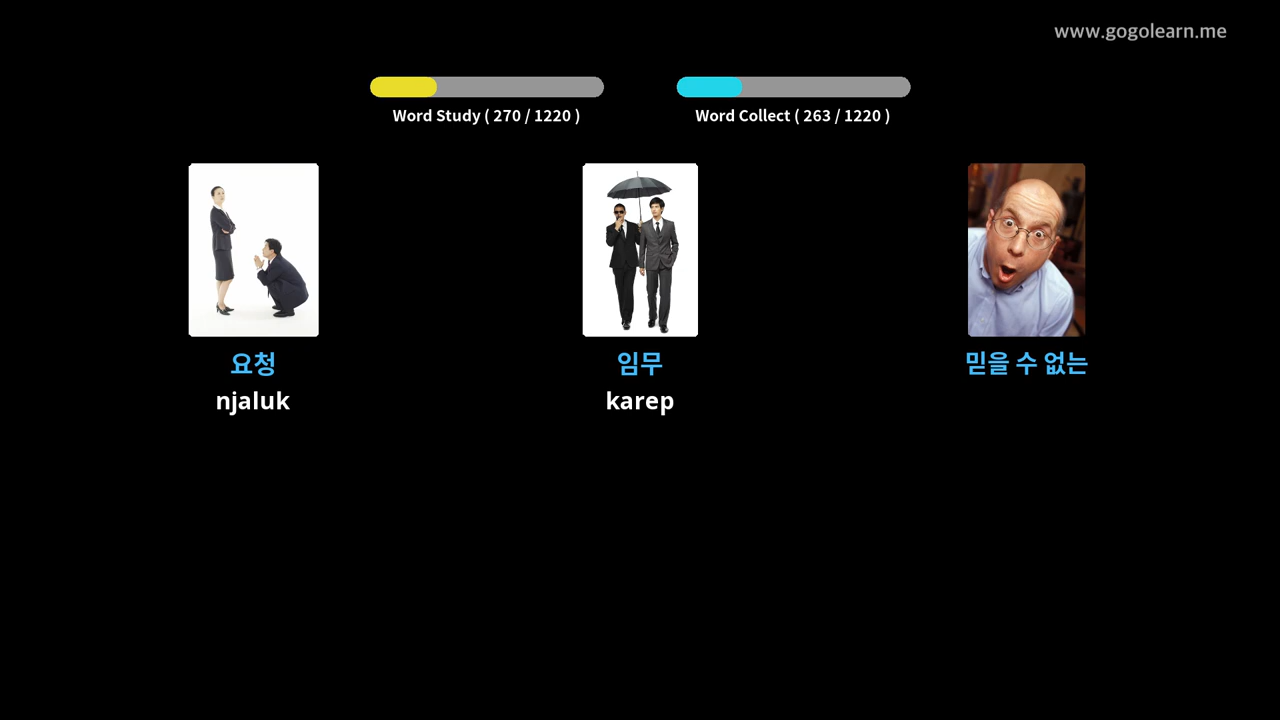 www.gogolearn.me
Word Study ( 270 / 1220 )
Word Collect ( 263 / 1220 )
요청
임무
믿을 수 없는
njaluk
karep